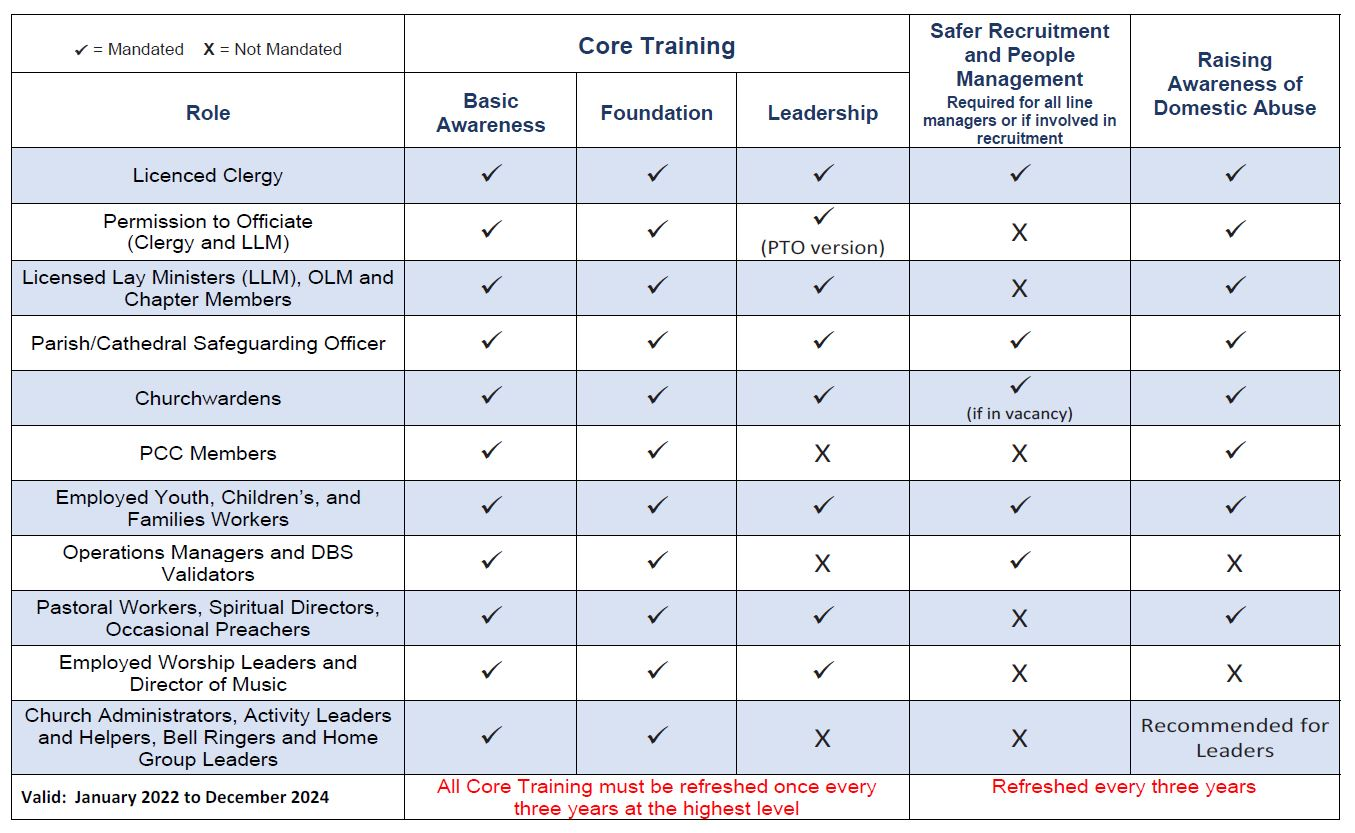 ✓ = Mandated X = Not Mandated
Core Training
Safer Recruitment
and People
Management
Required for all line
managers or if involved in
recruitment
Raising
Awareness of
Domestic Abuse
Role
Basic
Awareness
Foundation
Leadership
Licenced Clergy
✓ ✓ ✓ ✓ ✓
Permission to Officiate
(Clergy and LLM)
✓ ✓ ✓
(PTO version)
X ✓
Licensed Lay Ministers (LLM), OLM and
Chapter Members
✓ ✓ ✓ X ✓
Parish/Cathedral Safeguarding Officer
✓ ✓ ✓ ✓ ✓
Churchwardens
✓ ✓ ✓ ✓
(if in vacancy)
✓
PCC Members
✓ ✓ X X ✓
Employed Youth, Children’s, and
Families Workers
✓ ✓ ✓ ✓ ✓
Operations Managers and DBS
Validators
✓ ✓ X ✓ X
Pastoral Workers, Spiritual Directors,
Occasional Preachers
✓ ✓ ✓ X ✓
Employed Worship Leaders and
Director of Music
✓ ✓ ✓ X X
Church Administrators, Activity Leaders
and Helpers, Bell Ringers and Home
Group Leaders
✓ ✓ X X
Recommended for
Leaders
Valid: January 2022 to December 2024
All Core Training must be refreshed once every
three years at the highest level
Refreshed every three years